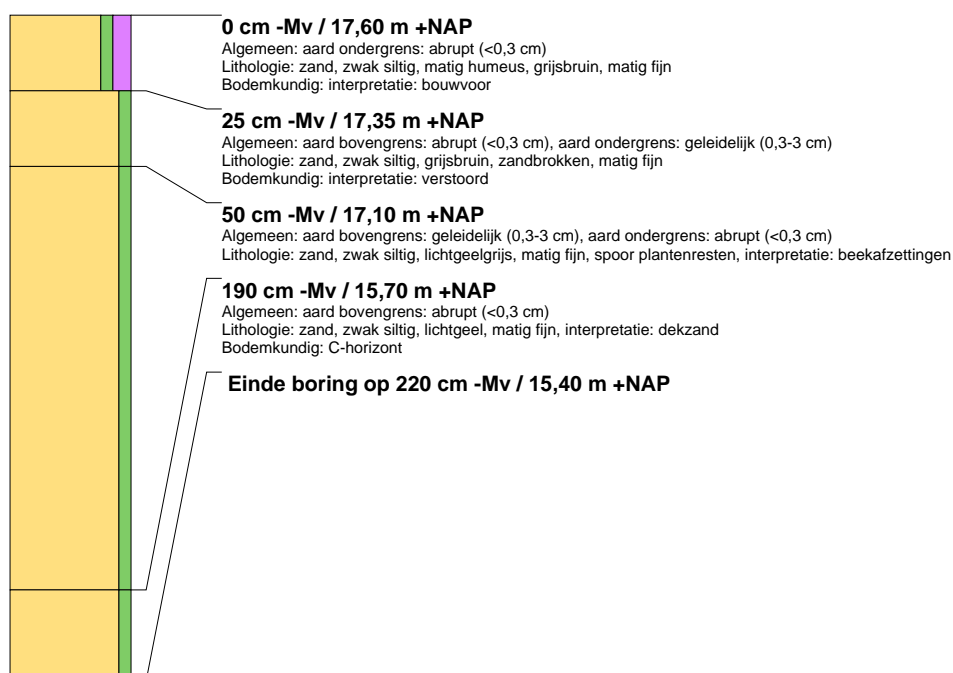 0 cm -Mv / 17,60 m +NAP
Algemeen: aard ondergrens: abrupt (<0,3 cm)
Lithologie: zand, zwak siltig, matig humeus, grijsbruin, matig fijn
Bodemkundig: interpretatie: bouwvoor
25 cm -Mv / 17,35 m +NAP
Algemeen: aard bovengrens: abrupt (<0,3 cm), aard ondergrens: geleidelijk (0,3-3 cm)
Lithologie: zand, zwak siltig, grijsbruin, zandbrokken, matig fijn
Bodemkundig: interpretatie: verstoord
50 cm -Mv / 17,10 m +NAP
Algemeen: aard bovengrens: geleidelijk (0,3-3 cm), aard ondergrens: abrupt (<0,3 cm)
Lithologie: zand, zwak siltig, lichtgeelgrijs, matig fijn, spoor plantenresten, interpretatie: beekafzettingen
190 cm -Mv / 15,70 m +NAP
Algemeen: aard bovengrens: abrupt (<0,3 cm)
Lithologie: zand, zwak siltig, lichtgeel, matig fijn, interpretatie: dekzand
Bodemkundig: C-horizont
Einde boring op 220 cm -Mv / 15,40 m +NAP